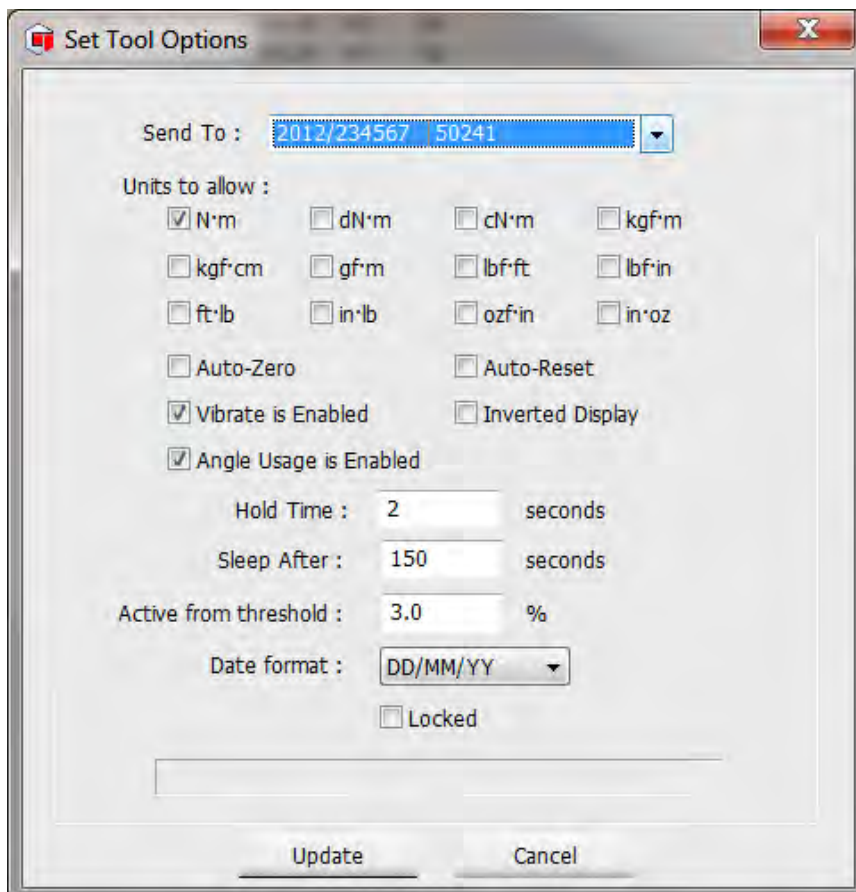 Set Tool Options
Send To : 2012/234567 50241
Units to allow :
N·m dN·m cN·m kgf·m
kgf·cm gf·m lbf·ft lbf·in
ft·lb in·lb ozf·in in·oz
Auto-Zero Auto-Reset
Vibrate is Enabled Inverted Display
Angle Usage is Enabled
Hold Time : 2 seconds
Sleep After : 150 seconds
Active from threshold : 3.0 %
Date format : DD/MM/YY
Locked
Update Cancel